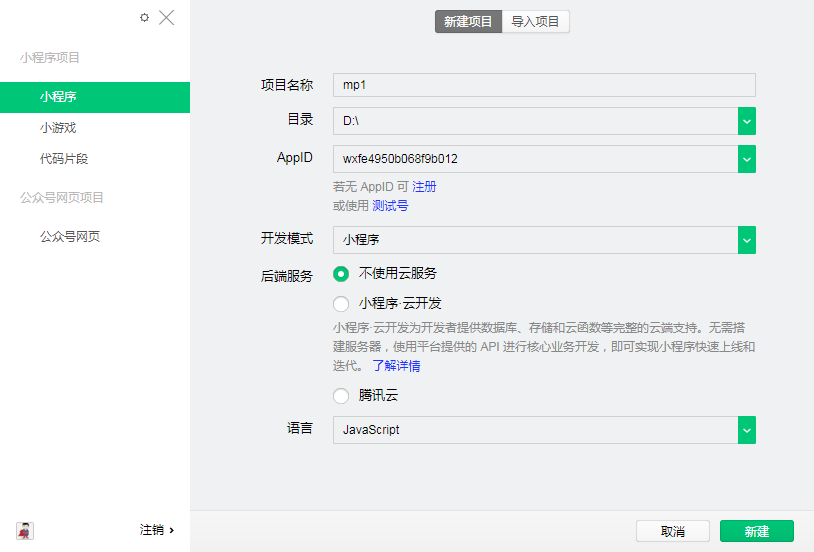 小程序项目
小程序
小游戏
代码片段
公众号网页项目
公众号网页
注销
新建项目 导入项目
项目名称 mp1
目录 D:\
AppID wxfe4950b068f9b012
若无 AppID 可 注册
或使用 测试号
开发模式 小程序
后端服务 不使用云服务
小程序·云开发
小程序·云开发为开发者提供数据库、存储和云函数等完整的云端支持。无需搭
建服务器，使用平台提供的 API 进行核心业务开发，即可实现小程序快速上线和
迭代。 了解详情
腾讯云
语言 JavaScript
取消 新建